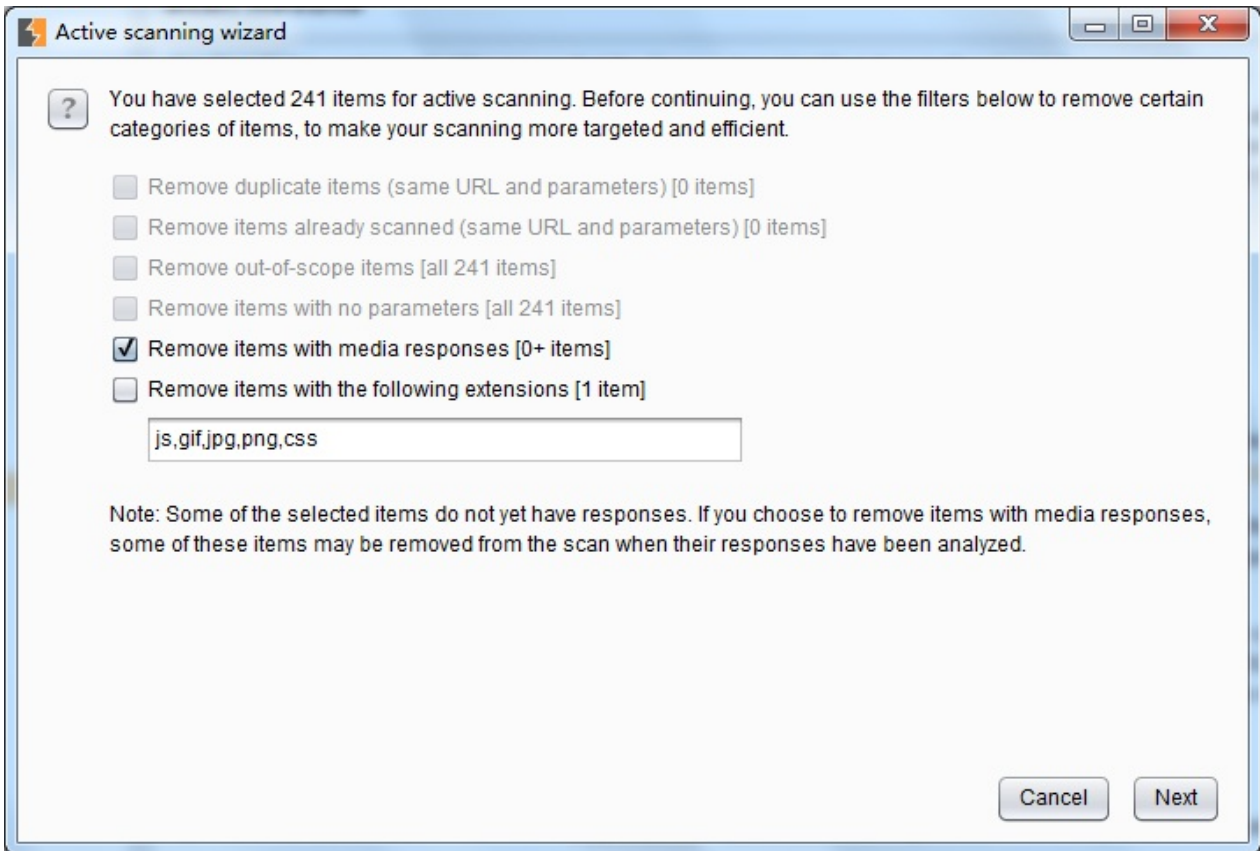 Active scanning wizard
?
You have selected 241 items for active scanning. Before continuing, you can use the filters below to remove certain
categories of items, to make your scanning more targeted and efficient.
Remove duplicate items (same URL and parameters) [0 items]
Remove items already scanned (same URL and parameters) [0 items]
Remove out-of-scope items [all 241 items]
Remove items with no parameters [all 241 items]
Remove items with media responses [0+ items]
Remove items with the following extensions [1 item]
js,gif,jpg,png,css
Note: Some of the selected items do not yet have responses. If you choose to remove items with media responses,
some of these items may be removed from the scan when their responses have been analyzed.
Cancel Next